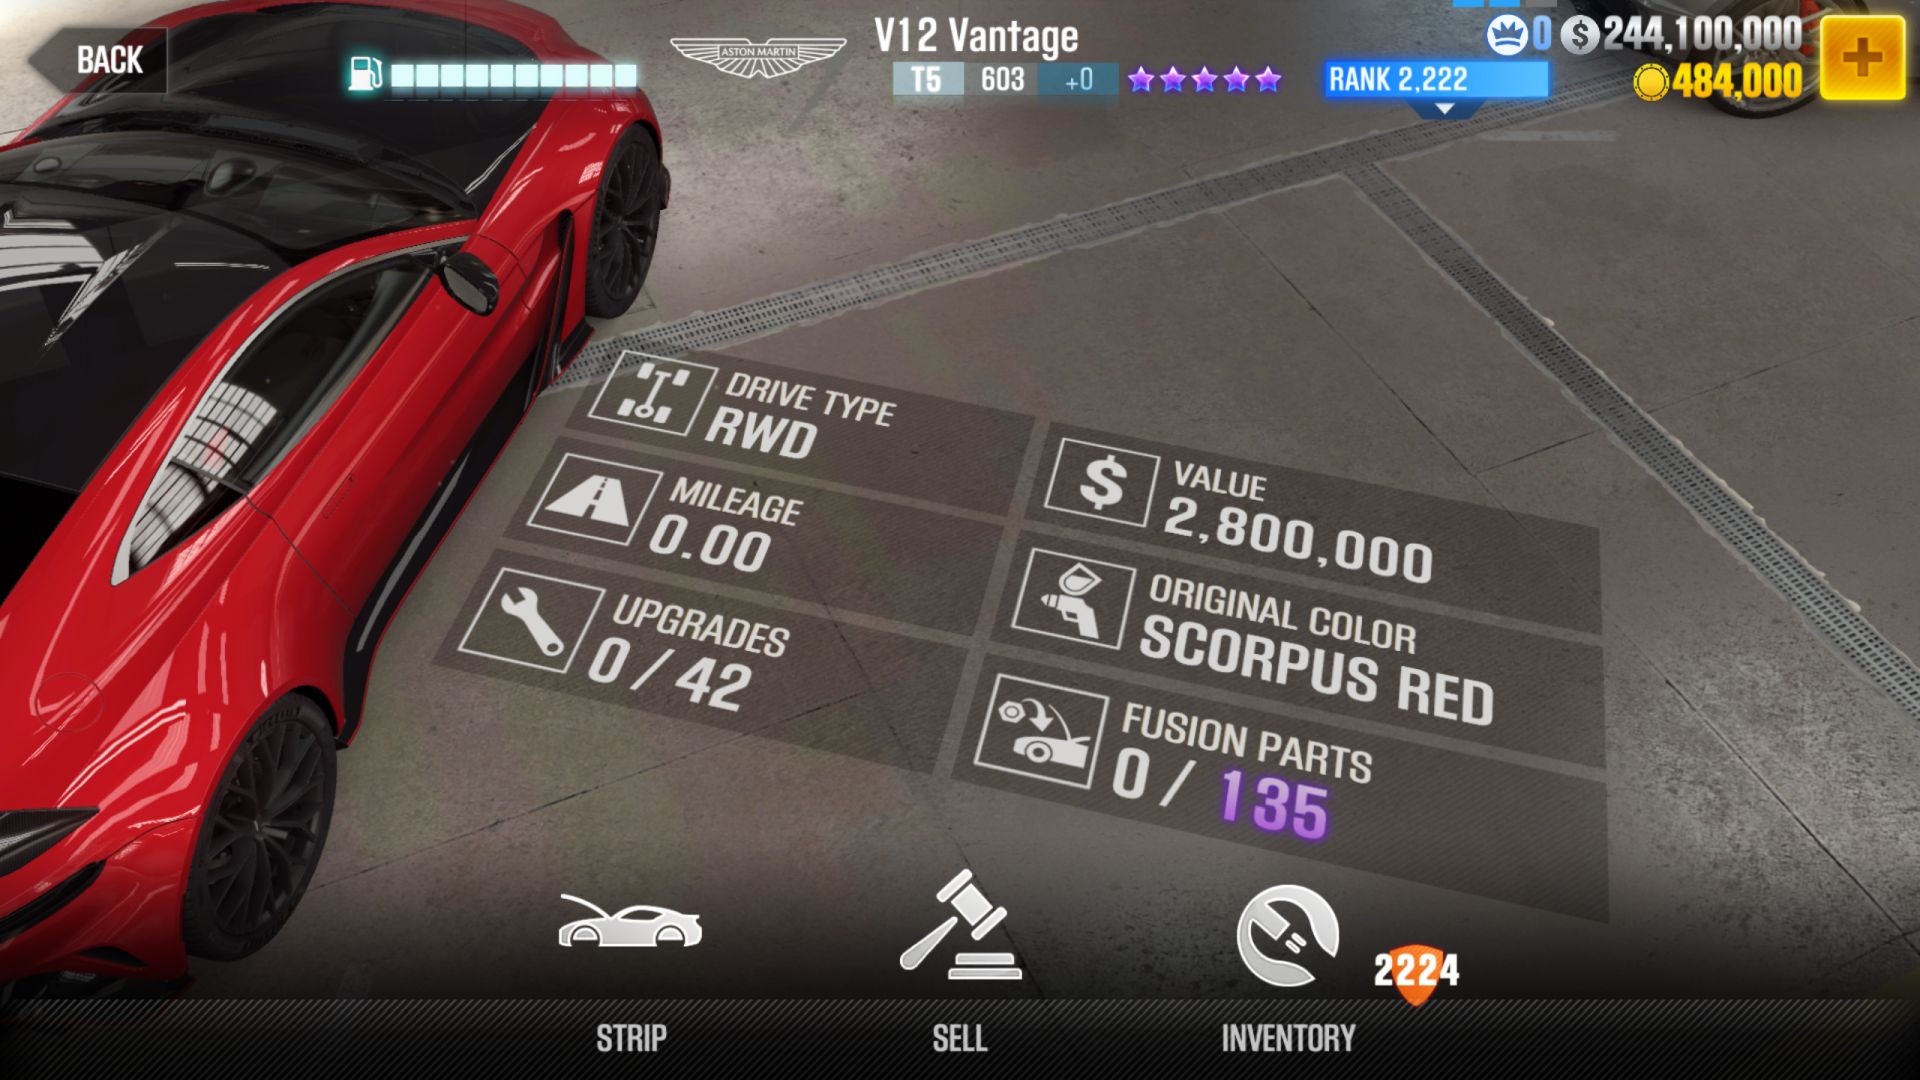 BACK
ASTON MARTIN
V12 Vantage
T5 603 +0
RANK 2,222
0 $ 244,100,000
484,000
+
DRIVE TYPE
RWD
MILEAGE
0.00
UPGRADES
0 / 42
$ VALUE
2,800,000
ORIGINAL COLOR
SCORPUS RED
FUSION PARTS
0 / 135
2224
STRIP
SELL
INVENTORY